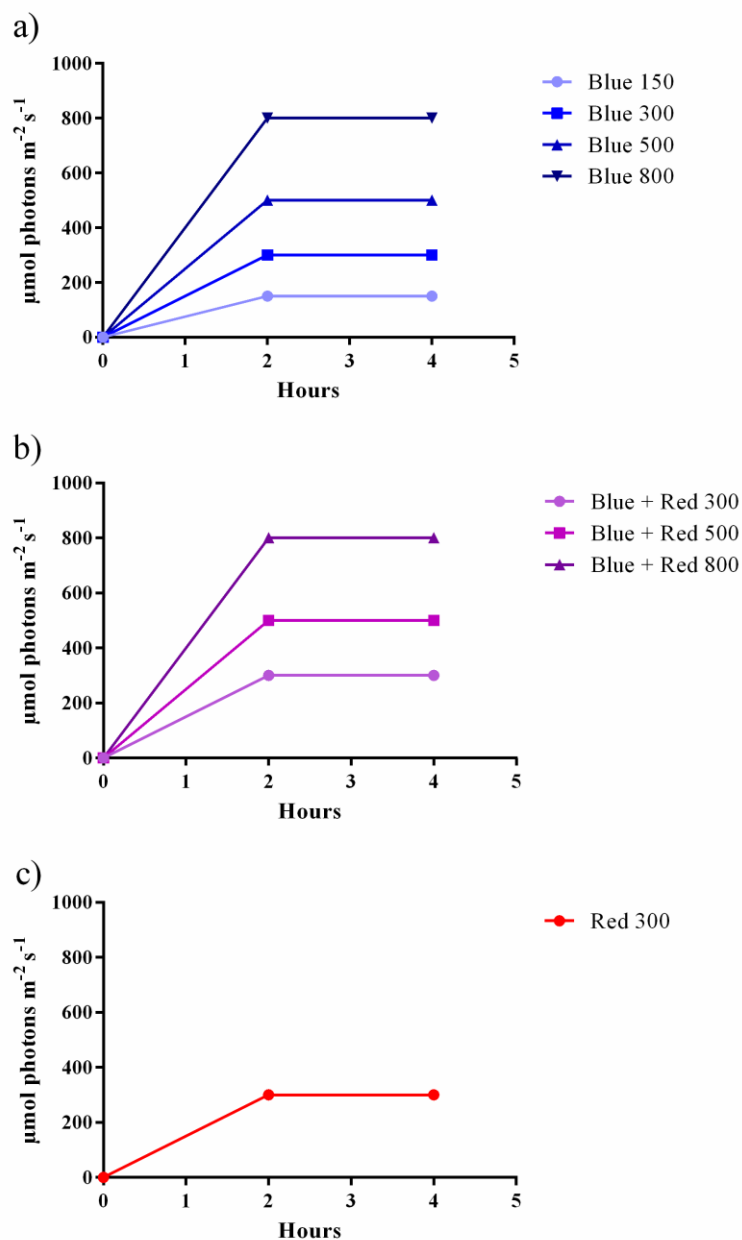 a)
1000
800
600
400
200
0
0 1 2 3 4 5
Hours
µmol photons m⁻² s⁻¹
Blue 150
Blue 300
Blue 500
Blue 800
b)
1000
800
600
400
200
0
0 1 2 3 4 5
Hours
µmol photons m⁻² s⁻¹
Blue + Red 300
Blue + Red 500
Blue + Red 800
c)
1000
800
600
400
200
0
0 1 2 3 4 5
Hours
µmol photons m⁻² s⁻¹
Red 300